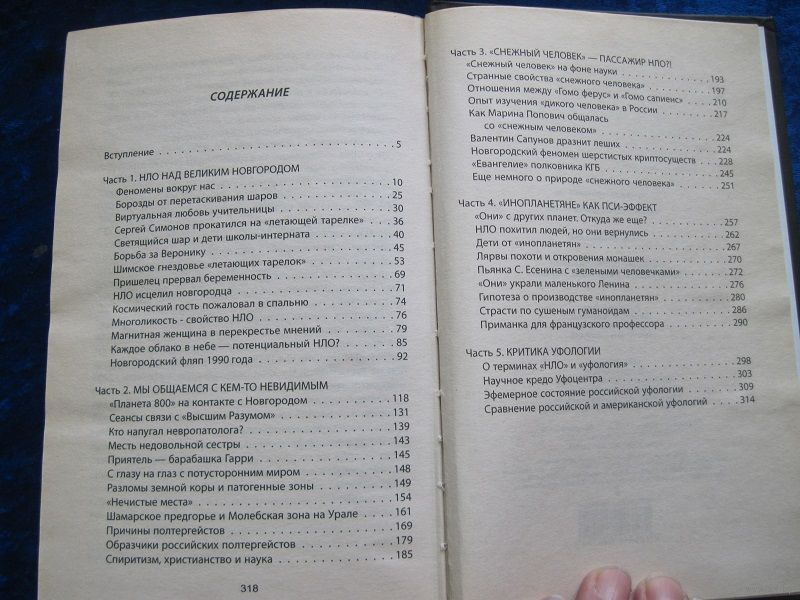 СОДЕРЖАНИЕ
Вступление . . . . . . . . . . 5
Часть 1. НЛО НАД ВЕЛИКИМ НОВГОРОДОМ
Феномены вокруг нас . . . . . . . . . . 10
Борозды от перетаскивания шаров . . . . . . . . . . 25
Виртуальная любовь учительницы . . . . . . . . . . 30
Сергей Симонов прокатился на «летающей тарелке» . . . 36
Светящийся шар и дети школы-интерната . . . . . . . . 40
Борьба за Веронику . . . . . . . . . . 45
Шимское гнездовье «летающих тарелок» . . . . . . . . 53
Пришелец прервал беременность . . . . . . . . . . 69
НЛО исцелил новгородца . . . . . . . . . . 71
Космический гость пожаловал в спальню . . . . . . . . 74
Многоликость - свойство НЛО . . . . . . . . . . 76
Магнитная женщина в перекрестье мнений . . . . . . . 79
Каждое облако в небе — потенциальный НЛО? . . . . . . 85
Новгородский фляп 1990 года . . . . . . . . . . 92
Часть 2. МЫ ОБЩАЕМСЯ С КЕМ-ТО НЕВИДИМЫМ
«Планета 800» на контакте с Новгородом . . . . . . . . 118
Сеансы связи с «Высшим Разумом» . . . . . . . . . . 131
Кто напугал невропатолога? . . . . . . . . . . 139
Месть недовольной сестры . . . . . . . . . . 143
Приятель — барабашка Гарри . . . . . . . . . . 145
С глазу на глаз с потусторонним миром . . . . . . . . 148
Разломы земной коры и патогенные зоны . . . . . . . . 149
«Нечистые места» . . . . . . . . . . 154
Шамарское предгорье и Молебская зона на Урале . . . . 161
Причины полтергейстов . . . . . . . . . . 169
Образчики российских полтергейстов . . . . . . . . . . 179
Спиритизм, христианство и наука . . . . . . . . . . 185
318
Часть 3. «СНЕЖНЫЙ ЧЕЛОВЕК» — ПАССАЖИР НЛО?!
«Снежный человек» на фоне науки . . . . . . . . . . 193
Странные свойства «снежного человека» . . . . . . . . 197
Отношения между «Гомо ферус» и «Гомо сапиенс» . . . . 210
Опыт изучения «дикого человека» в России . . . . . . . 217
Как Марина Попович общалась
со «снежным человеком» . . . . . . . . . . 224
Валентин Сапунов дразнит леших . . . . . . . . . . 224
Новгородский феномен шерстистых криптосуществ . . . 228
«Евангелие» полковника КГБ . . . . . . . . . . 245
Еще немного о природе «снежного человека» . . . . . . 251
Часть 4. «ИНОПЛАНЕТЯНЕ» КАК ПСИ-ЭФФЕКТ
«Они» с других планет. Откуда же еще? . . . . . . . . 257
НЛО похитил людей, но они вернулись . . . . . . . . . 262
Дети от «инопланетян» . . . . . . . . . . 267
Лярвы похоти и откровения монашек . . . . . . . . . . 270
Пьянка С. Есенина с «зелеными человечками» . . . . . . 272
«Они» украли маленького Ленина . . . . . . . . . . 276
Гипотеза о производстве «инопланетян» . . . . . . . . 280
Страсти по сушеным гуманоидам . . . . . . . . . . 286
Приманка для французского профессора . . . . . . . . 290
Часть 5. КРИТИКА УФОЛОГИИ
О терминах «НЛО» и «уфология» . . . . . . . . . . 298
Научное кредо Уфоцентра . . . . . . . . . . 303
Эфемерное состояние российской уфологии . . . . . . . 309
Сравнение российской и американской уфологий . . . . 314